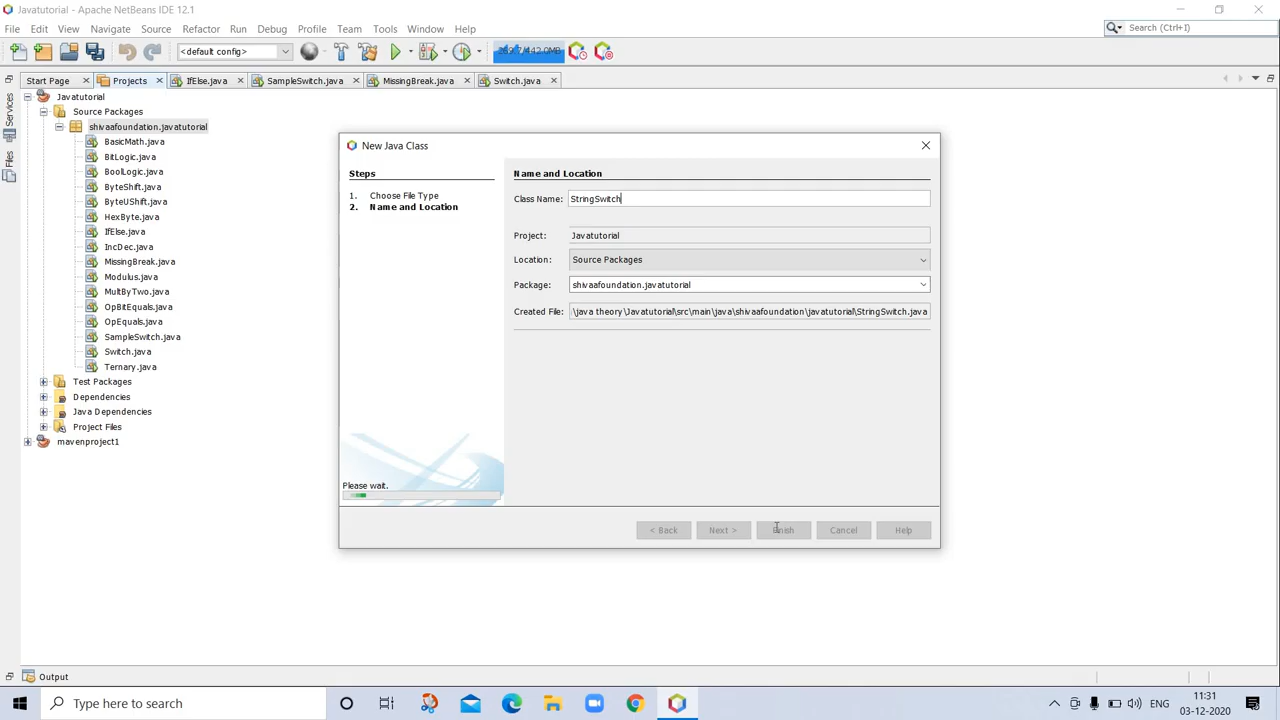 Javatutorial - Apache NetBeans IDE 12.1
File Edit View Navigate Source Refactor Run Debug Profile Team Tools Window Help
Search (Ctrl+I)
<default config>
Start Page Projects IfElse.java SampleSwitch.java MissingBreak.java Switch.java
Services
Files
Javatutorial
Source Packages
shivaafoundation.javatutorial
BasicMath.java
BitLogic.java
BoolLogic.java
ByteShift.java
ByteUShift.java
HexByte.java
IfElse.java
IncDec.java
MissingBreak.java
Modulus.java
MultByTwo.java
OpBitEquals.java
OpEquals.java
SampleSwitch.java
Switch.java
Ternary.java
Test Packages
Dependencies
Java Dependencies
Project Files
mavenproject1
New Java Class
Steps
1. Choose File Type
2. Name and Location
Please wait.
Name and Location
Class Name: StringSwitch
Project: Javatutorial
Location: Source Packages
Package: shivaafoundation.javatutorial
Created File: \java theory\Javatutorial\src\main\java\shivaafoundation\javatutorial\StringSwitch.java
< Back Next > Finish Cancel Help
Output
Type here to search
ENG
11:31
03-12-2020